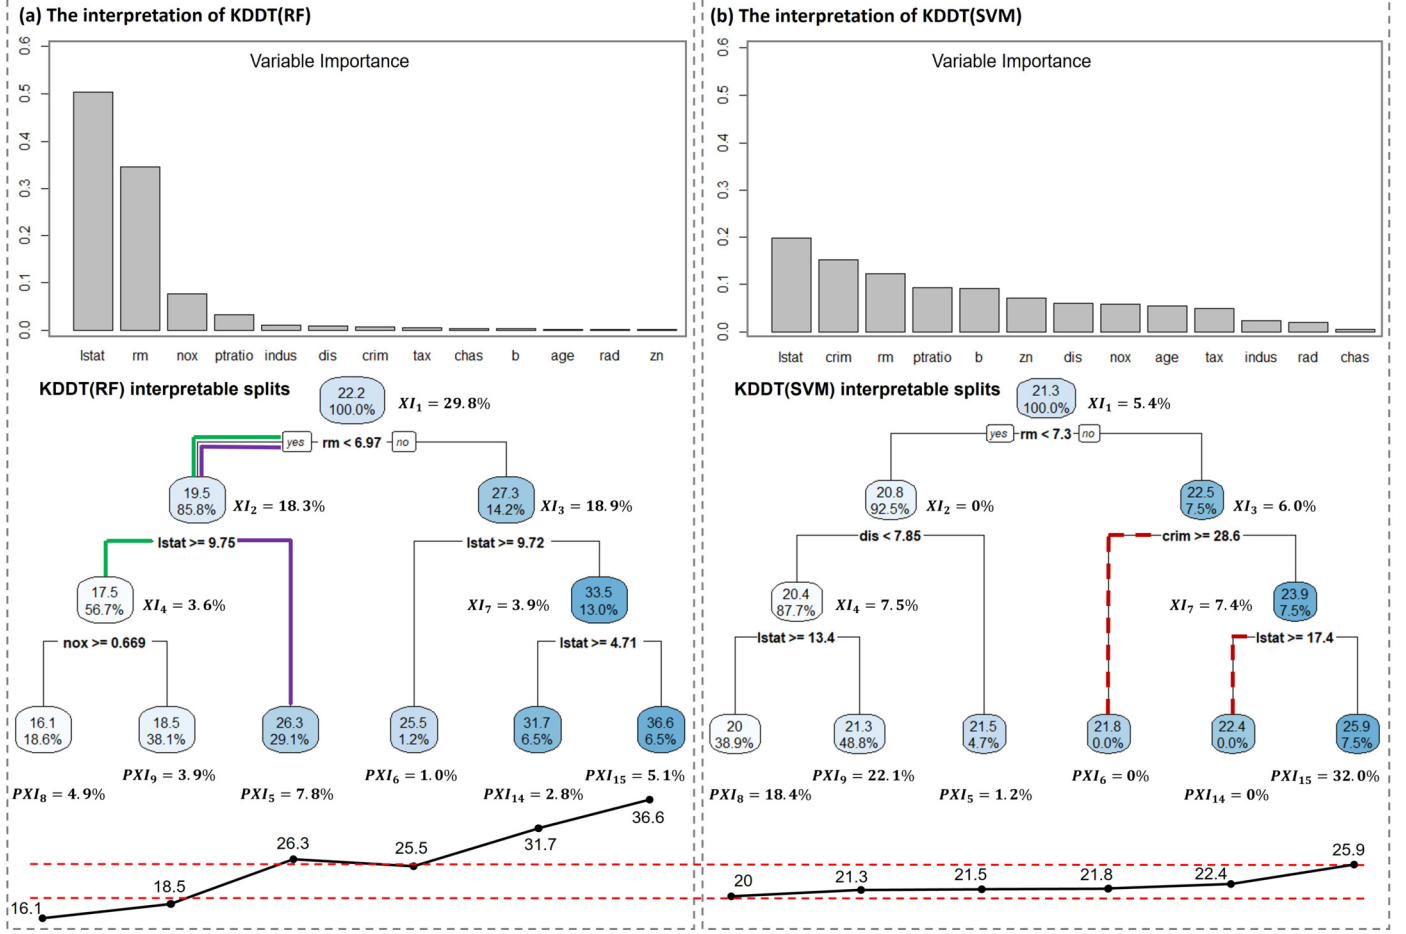 (a) The interpretation of KDDT(RF)
Variable Importance
0.6
0.5
0.4
0.3
0.2
0.1
0.0
lstat rm nox ptratio indus dis crim tax chas b age rad zn
KDDT(RF) interpretable splits
22.2
100.0%
XI1 = 29.8%
yes rm < 6.97 no
19.5
85.8%
XI2 = 18.3%
27.3
14.2%
XI3 = 18.9%
lstat >= 9.75
lstat >= 9.72
17.5
56.7%
XI4 = 3.6%
XI7 = 3.9%
33.5
13.0%
nox >= 0.669
lstat >= 4.71
16.1
18.6%
18.5
38.1%
26.3
29.1%
25.5
1.2%
31.7
6.5%
36.6
6.5%
PXI9 = 3.9%
PXI6 = 1.0%
PXI15 = 5.1%
PXI8 = 4.9%
PXI5 = 7.8%
PXI14 = 2.8%
16.1
18.5
26.3
25.5
31.7
36.6
(b) The interpretation of KDDT(SVM)
Variable Importance
0.6
0.5
0.4
0.3
0.2
0.1
0.0
lstat crim rm ptratio b zn dis nox age tax indus rad chas
KDDT(SVM) interpretable splits
21.3
100.0%
XI1 = 5.4%
yes rm < 7.3 no
20.8
92.5%
XI2 = 0%
22.5
7.5%
XI3 = 6.0%
dis < 7.85
crim >= 28.6
20.4
87.7%
XI4 = 7.5%
XI7 = 7.4%
23.9
7.5%
lstat >= 13.4
lstat >= 17.4
20
38.9%
21.3
48.8%
21.5
4.7%
21.8
0.0%
22.4
0.0%
25.9
7.5%
PXI9 = 22.1%
PXI6 = 0%
PXI15 = 32.0%
PXI8 = 18.4%
PXI5 = 1.2%
PXI14 = 0%
20
21.3
21.5
21.8
22.4
25.9